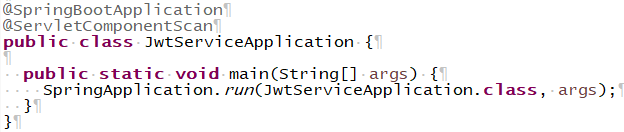 @SpringBootApplication¶
@ServletComponentScan¶
public·class·JwtServiceApplication·{¶
¶
··public·static·void·main(String[]·args)·{¶
····SpringApplication.run(JwtServiceApplication.class,·args);¶
··}¶
}¶